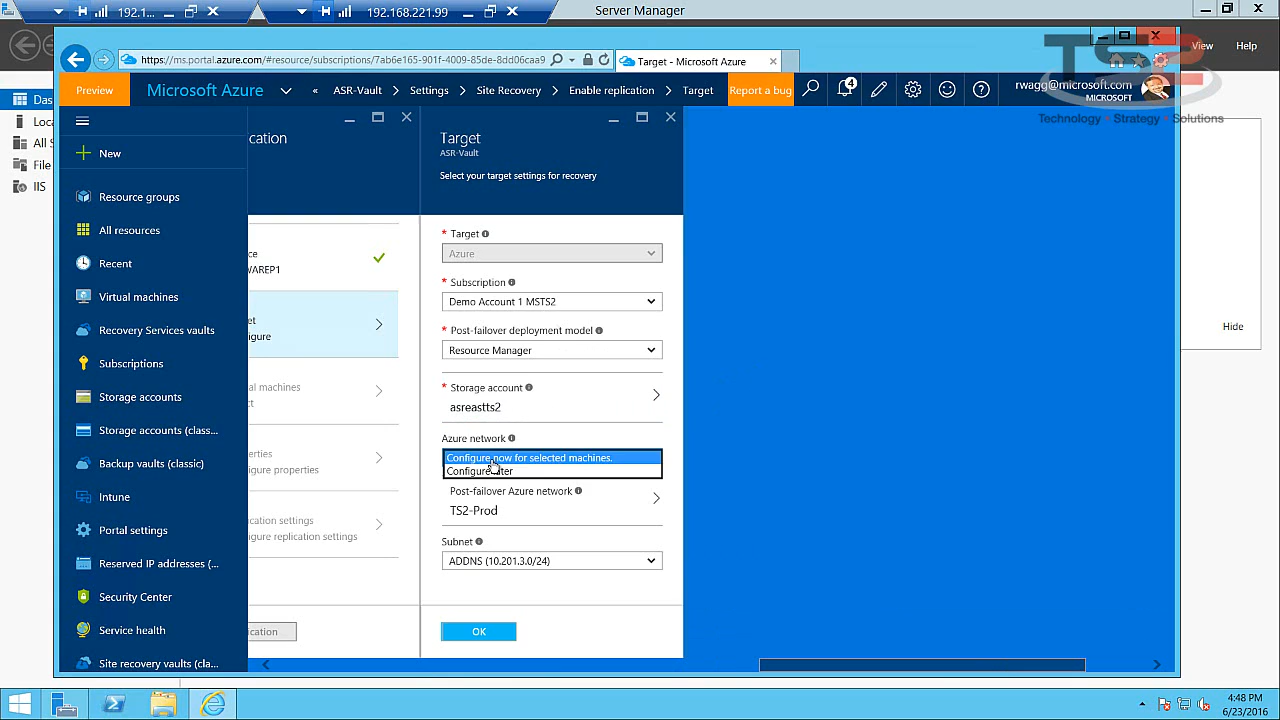 192.1...
192.168.221.99
Server Manager
https://ms.portal.azure.com/#resource/subscriptions/7ab6e165-901f-4009-85de-8dd06caa9
Target - Microsoft Azure
View
Help
TS2
Technology • Strategy • Solutions
Preview
Microsoft Azure
«
ASR-Vault
Settings
Site Recovery
Enable replication
Target
Report a bug
4
rwagg@microsoft.com
MICROSOFT
Das
Loca
All S
File
IIS
New
Resource groups
All resources
Recent
Virtual machines
Recovery Services vaults
Subscriptions
Storage accounts
Storage accounts (classi...
Backup vaults (classic)
Intune
Portal settings
Reserved IP addresses (...
Security Center
Service health
Site recovery vaults (cla...
ication
ce
WAREP1
et
igure
al machines
ct
erties
igure properties
ication settings
igure replication settings
ication
Target
ASR-Vault
Select your target settings for recovery
* Target
Azure
* Subscription
Demo Account 1 MSTS2
* Post-failover deployment model
Resource Manager
* Storage account
asreastts2
Azure network
Configure now for selected machines.
Configure later
Post-failover Azure network
TS2-Prod
Subnet
ADDNS (10.201.3.0/24)
OK
Hide
4:48 PM
6/23/2016